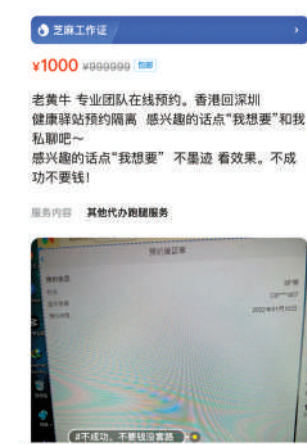 芝麻工作证
¥1000 ¥999999 包邮
老黄牛 专业团队在线预约。香港回深圳
健康驿站预约隔离 感兴趣的话点“我想要”和我
私聊吧～
感兴趣的话点“我想要” 不墨迹 看效果。不成
功不要钱！
服务内容 其他代办跑腿服务
#不成功，不要钱没套路